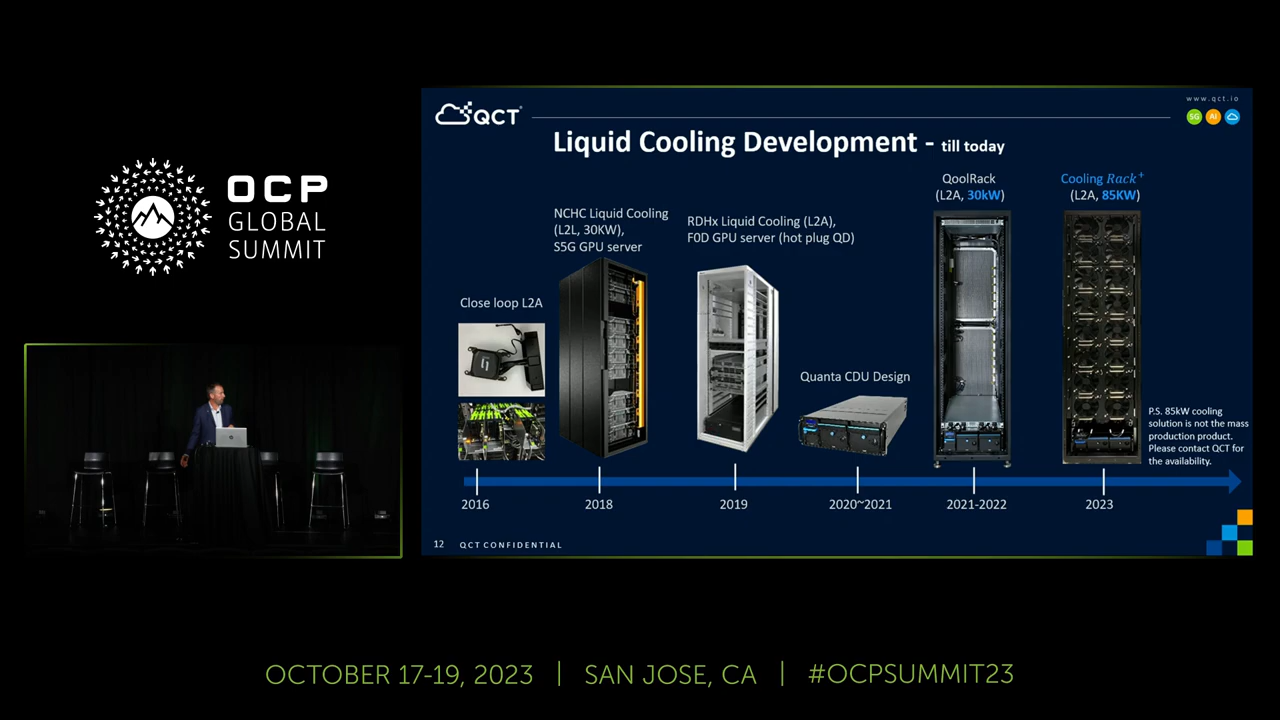 OCP
GLOBAL
SUMMIT
QCT
www.qct.io
5G
AI
Liquid Cooling Development - till today
Close loop L2A
NCHC Liquid Cooling
(L2L, 30KW),
S5G GPU server
RDHx Liquid Cooling (L2A),
F0D GPU server (hot plug QD)
Quanta CDU Design
QoolRack
(L2A, 30kW)
Cooling Rack+
(L2A, 85KW)
P.S. 85kW cooling
solution is not the mass
production product.
Please contact QCT for
the availability.
2016
2018
2019
2020~2021
2021-2022
2023
12 QCT CONFIDENTIAL
OCTOBER 17-19, 2023 | SAN JOSE, CA | #OCPSUMMIT23